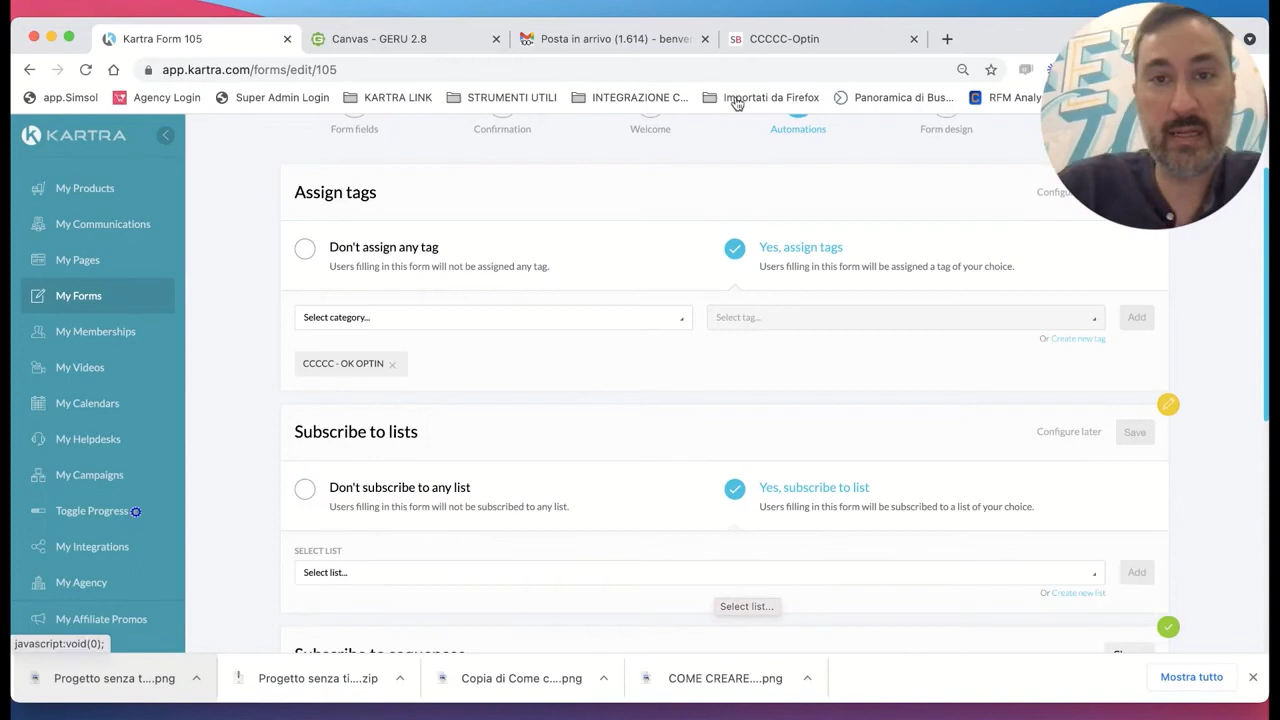 Kartra Form 105
Canvas - GERU 2.8
Posta in arrivo (1.614) - benve
CCCCC-Optin
app.kartra.com/forms/edit/105
app.Simsol
Agency Login
Super Admin Login
KARTRA LINK
STRUMENTI UTILI
INTEGRAZIONE C...
Importati da Firefox
Panoramica di Bus...
RFM Analy
KARTRA
Form fields
Confirmation
Welcome
Automations
Form design
My Products
My Communications
My Pages
My Forms
My Memberships
My Videos
My Calendars
My Helpdesks
My Campaigns
Toggle Progress
My Integrations
My Agency
My Affiliate Promos
Assign tags
Don't assign any tag
Users filling in this form will not be assigned any tag.
Yes, assign tags
Users filling in this form will be assigned a tag of your choice.
Select category...
Select tag...
Add
Or Create new tag
CCCCC - OK OPTIN
Subscribe to lists
Configure later
Save
Don't subscribe to any list
Users filling in this form will not be subscribed to any list.
Yes, subscribe to list
Users filling in this form will be subscribed to a list of your choice.
SELECT LIST
Select list...
Add
Or Create new list
Select list...
Subscribe to sequences
javascript:void(0);
Progetto senza t....png
Progetto senza ti....zip
Copia di Come c....png
COME CREARE....png
Mostra tutto